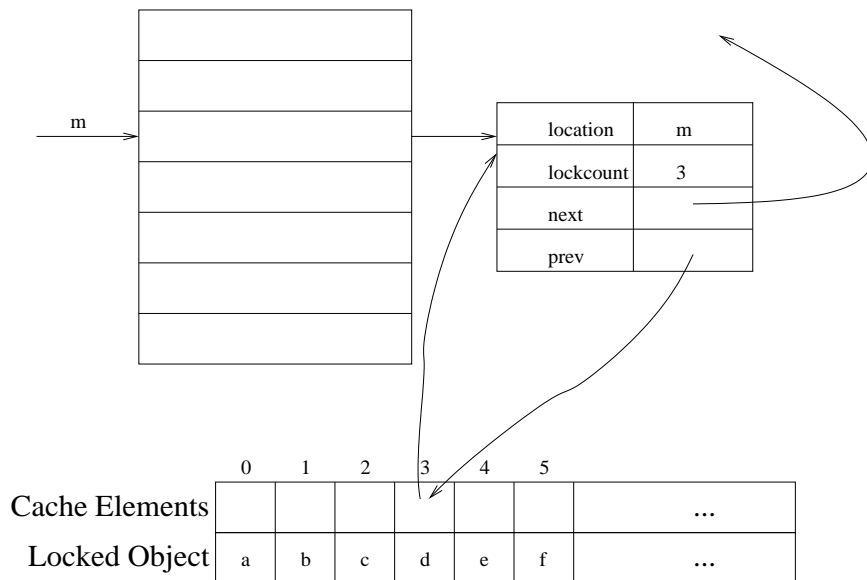 m
location m
lockcount 3
next
prev
0 1 2 3 4 5
Cache Elements ...
Locked Object a b c d e f ...